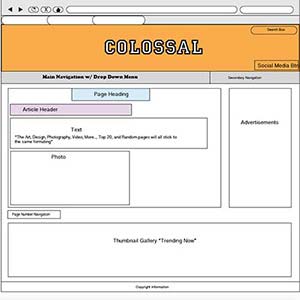 Search Box
COLOSSAL
Social Media Btn
Main Navigation w/ Drop Down Menu
Secondary Navigation
Page Heading
Article Header
Advertisements
Text
"The Art, Design, Photography, Video, More..., Top 20, and Random pages will all stick to
the same formatting"
Photo
Page Number Navigation
Thumbnail Gallery "Trending Now"
Copyright information